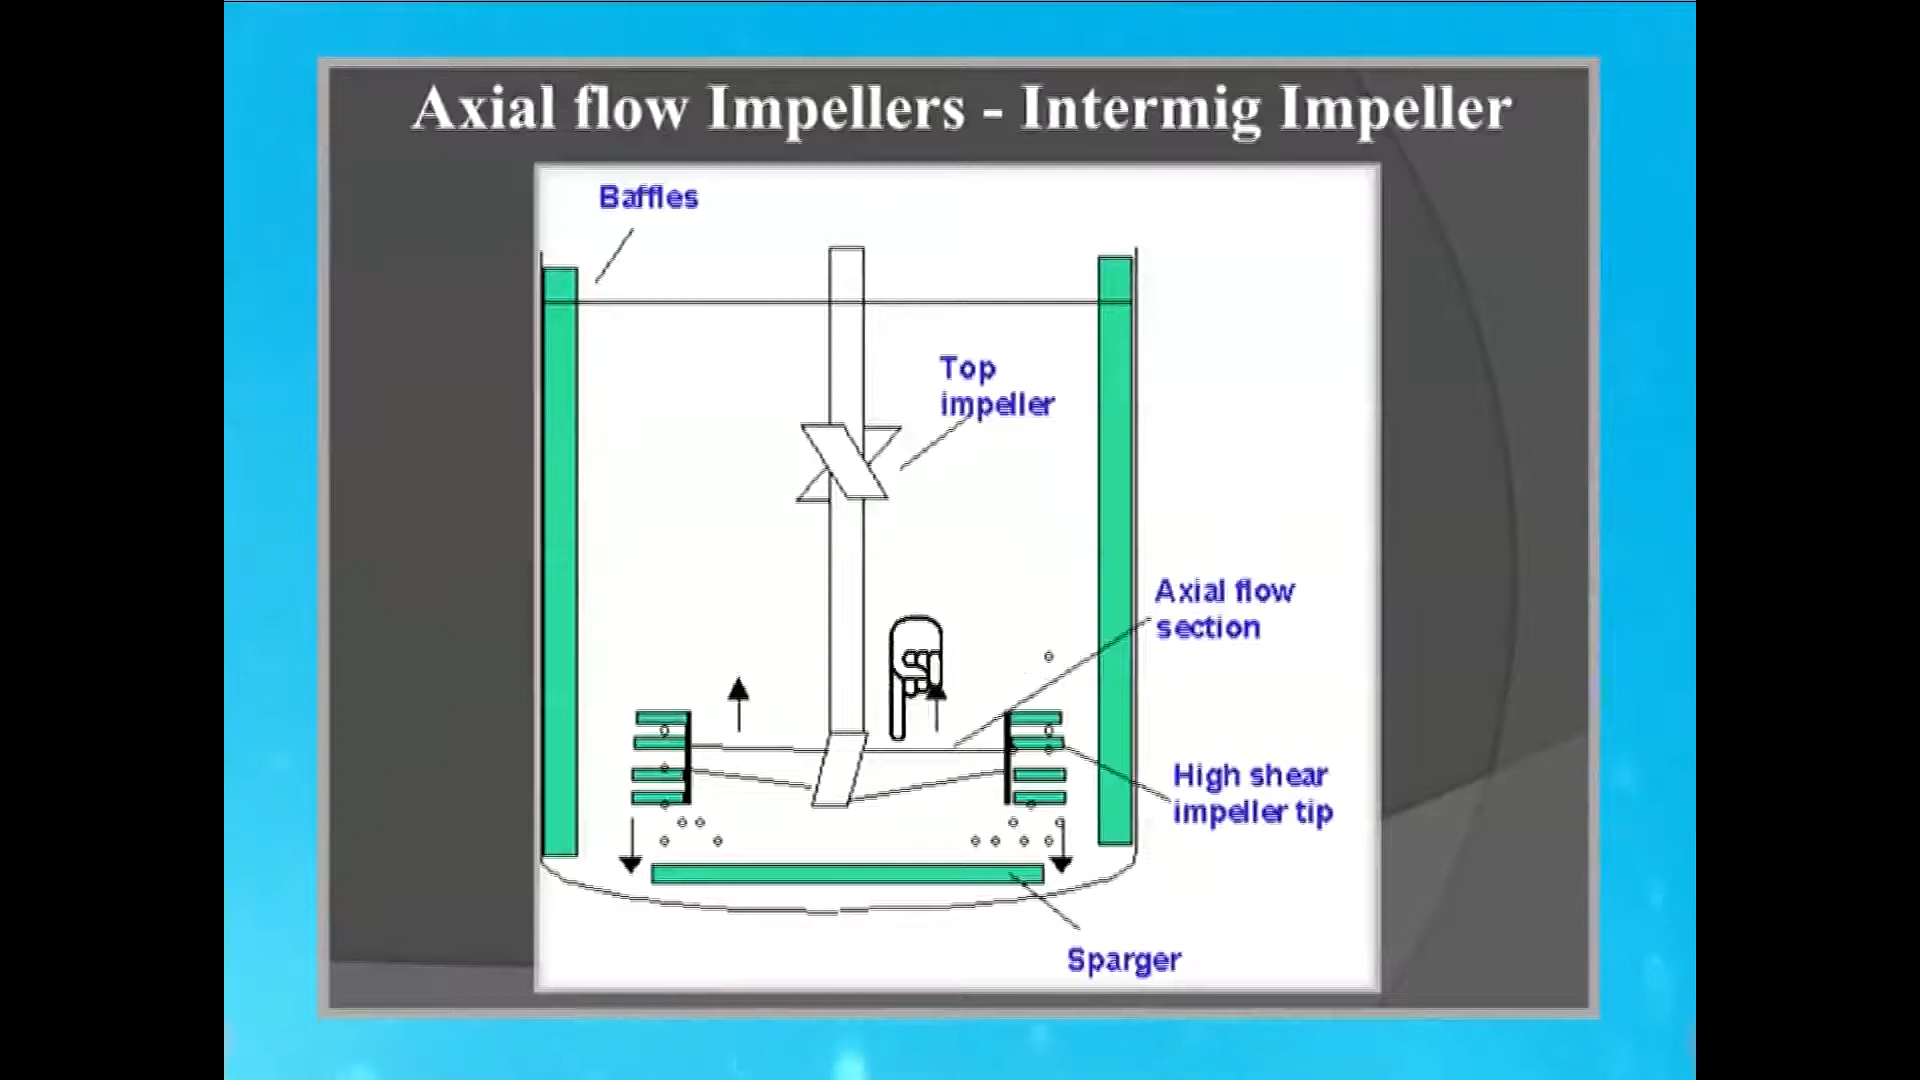 Axial flow Impellers - Intermig Impeller
Baffles
Top
impeller
Axial flow
section
High shear
impeller tip
Sparger